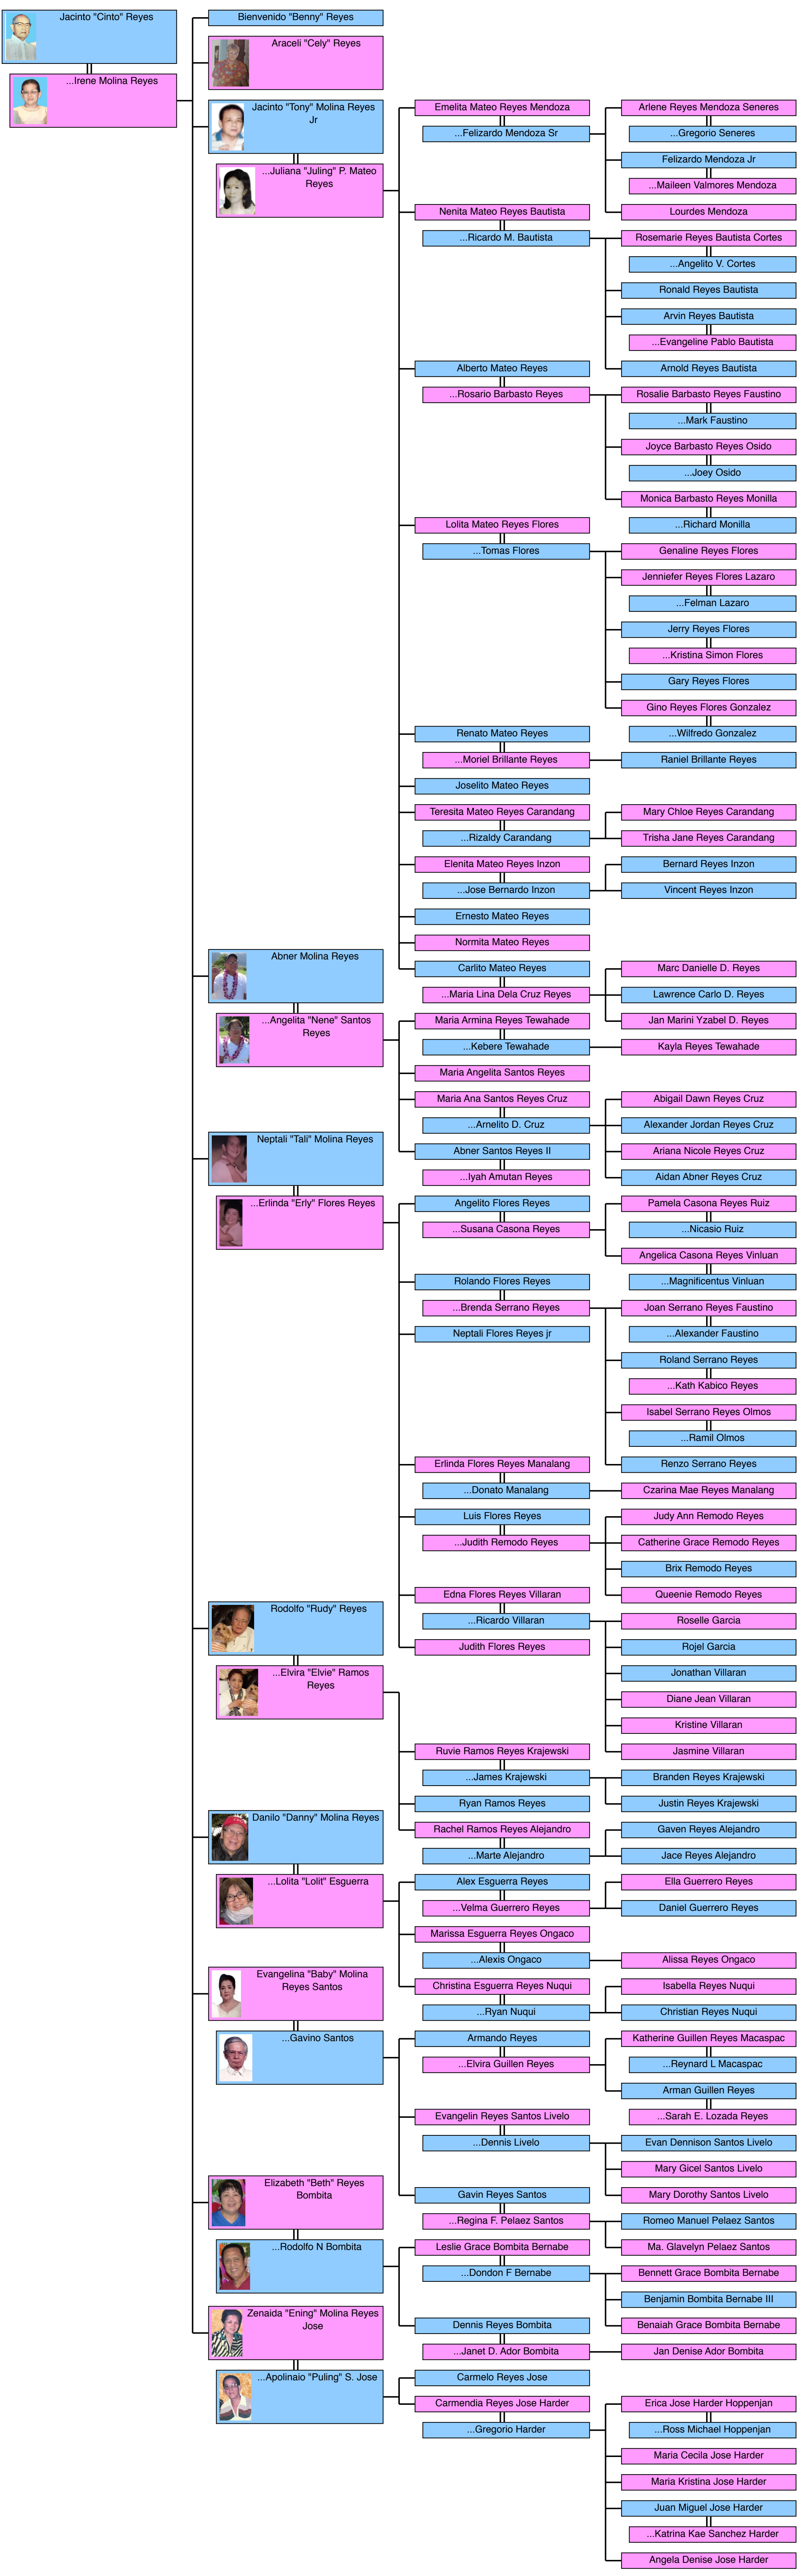 Jacinto "Cinto" Reyes
...Irene Molina Reyes
Bienvenido "Benny" Reyes
Araceli "Cely" Reyes
Jacinto "Tony" Molina Reyes
Jr
...Juliana "Juling" P. Mateo
Reyes
Emelita Mateo Reyes Mendoza
...Felizardo Mendoza Sr
Arlene Reyes Mendoza Seneres
...Gregorio Seneres
Felizardo Mendoza Jr
...Maileen Valmores Mendoza
Lourdes Mendoza
Nenita Mateo Reyes Bautista
...Ricardo M. Bautista
Rosemarie Reyes Bautista Cortes
...Angelito V. Cortes
Ronald Reyes Bautista
Arvin Reyes Bautista
...Evangeline Pablo Bautista
Arnold Reyes Bautista
Alberto Mateo Reyes
...Rosario Barbasto Reyes
Rosalie Barbasto Reyes Faustino
...Mark Faustino
Joyce Barbasto Reyes Osido
...Joey Osido
Monica Barbasto Reyes Monilla
...Richard Monilla
Lolita Mateo Reyes Flores
...Tomas Flores
Genaline Reyes Flores
Jenniefer Reyes Flores Lazaro
...Felman Lazaro
Jerry Reyes Flores
...Kristina Simon Flores
Gary Reyes Flores
Gino Reyes Flores Gonzalez
...Wilfredo Gonzalez
Renato Mateo Reyes
...Moriel Brillante Reyes
Raniel Brillante Reyes
Joselito Mateo Reyes
Teresita Mateo Reyes Carandang
...Rizaldy Carandang
Mary Chloe Reyes Carandang
Trisha Jane Reyes Carandang
Elenita Mateo Reyes Inzon
...Jose Bernardo Inzon
Bernard Reyes Inzon
Vincent Reyes Inzon
Ernesto Mateo Reyes
Normita Mateo Reyes
Carlito Mateo Reyes
...Maria Lina Dela Cruz Reyes
Marc Danielle D. Reyes
Lawrence Carlo D. Reyes
Jan Marini Yzabel D. Reyes
Abner Molina Reyes
...Angelita "Nene" Santos
Reyes
Maria Armina Reyes Tewahade
...Kebere Tewahade
Kayla Reyes Tewahade
Maria Angelita Santos Reyes
Maria Ana Santos Reyes Cruz
...Arnelito D. Cruz
Abigail Dawn Reyes Cruz
Alexander Jordan Reyes Cruz
Ariana Nicole Reyes Cruz
Aidan Abner Reyes Cruz
Abner Santos Reyes II
...Iyah Amutan Reyes
Neptali "Tali" Molina Reyes
...Erlinda "Erly" Flores Reyes
Angelito Flores Reyes
...Susana Casona Reyes
Pamela Casona Reyes Ruiz
...Nicasio Ruiz
Angelica Casona Reyes Vinluan
...Magnificentus Vinluan
Rolando Flores Reyes
...Brenda Serrano Reyes
Joan Serrano Reyes Faustino
...Alexander Faustino
Roland Serrano Reyes
...Kath Kabico Reyes
Isabel Serrano Reyes Olmos
...Ramil Olmos
Renzo Serrano Reyes
Neptali Flores Reyes jr
Erlinda Flores Reyes Manalang
...Donato Manalang
Czarina Mae Reyes Manalang
Luis Flores Reyes
...Judith Remodo Reyes
Judy Ann Remodo Reyes
Catherine Grace Remodo Reyes
Brix Remodo Reyes
Queenie Remodo Reyes
Edna Flores Reyes Villaran
...Ricardo Villaran
Roselle Garcia
Rojel Garcia
Jonathan Villaran
Diane Jean Villaran
Kristine Villaran
Jasmine Villaran
Judith Flores Reyes
Rodolfo "Rudy" Reyes
...Elvira "Elvie" Ramos
Reyes
Ruvie Ramos Reyes Krajewski
...James Krajewski
Branden Reyes Krajewski
Justin Reyes Krajewski
Ryan Ramos Reyes
Rachel Ramos Reyes Alejandro
...Marte Alejandro
Gaven Reyes Alejandro
Jace Reyes Alejandro
Danilo "Danny" Molina Reyes
...Lolita "Lolit" Esguerra
Alex Esguerra Reyes
...Velma Guerrero Reyes
Ella Guerrero Reyes
Daniel Guerrero Reyes
Marissa Esguerra Reyes Ongaco
...Alexis Ongaco
Alissa Reyes Ongaco
Christina Esguerra Reyes Nuqui
...Ryan Nuqui
Isabella Reyes Nuqui
Christian Reyes Nuqui
Evangelina "Baby" Molina
Reyes Santos
...Gavino Santos
Armando Reyes
...Elvira Guillen Reyes
Katherine Guillen Reyes Macaspac
...Reynard L Macaspac
Arman Guillen Reyes
...Sarah E. Lozada Reyes
Evangelin Reyes Santos Livelo
...Dennis Livelo
Evan Dennison Santos Livelo
Mary Gicel Santos Livelo
Mary Dorothy Santos Livelo
Gavin Reyes Santos
...Regina F. Pelaez Santos
Romeo Manuel Pelaez Santos
Ma. Glavelyn Pelaez Santos
Elizabeth "Beth" Reyes
Bombita
...Rodolfo N Bombita
Leslie Grace Bombita Bernabe
...Dondon F Bernabe
Bennett Grace Bombita Bernabe
Benjamin Bombita Bernabe III
Benaiah Grace Bombita Bernabe
Dennis Reyes Bombita
...Janet D. Ador Bombita
Jan Denise Ador Bombita
Zenaida "Ening" Molina Reyes
Jose
...Apolinaio "Puling" S. Jose
Carmelo Reyes Jose
Carmendia Reyes Jose Harder
...Gregorio Harder
Erica Jose Harder Hoppenjan
...Ross Michael Hoppenjan
Maria Cecila Jose Harder
Maria Kristina Jose Harder
Juan Miguel Jose Harder
...Katrina Kae Sanchez Harder
Angela Denise Jose Harder